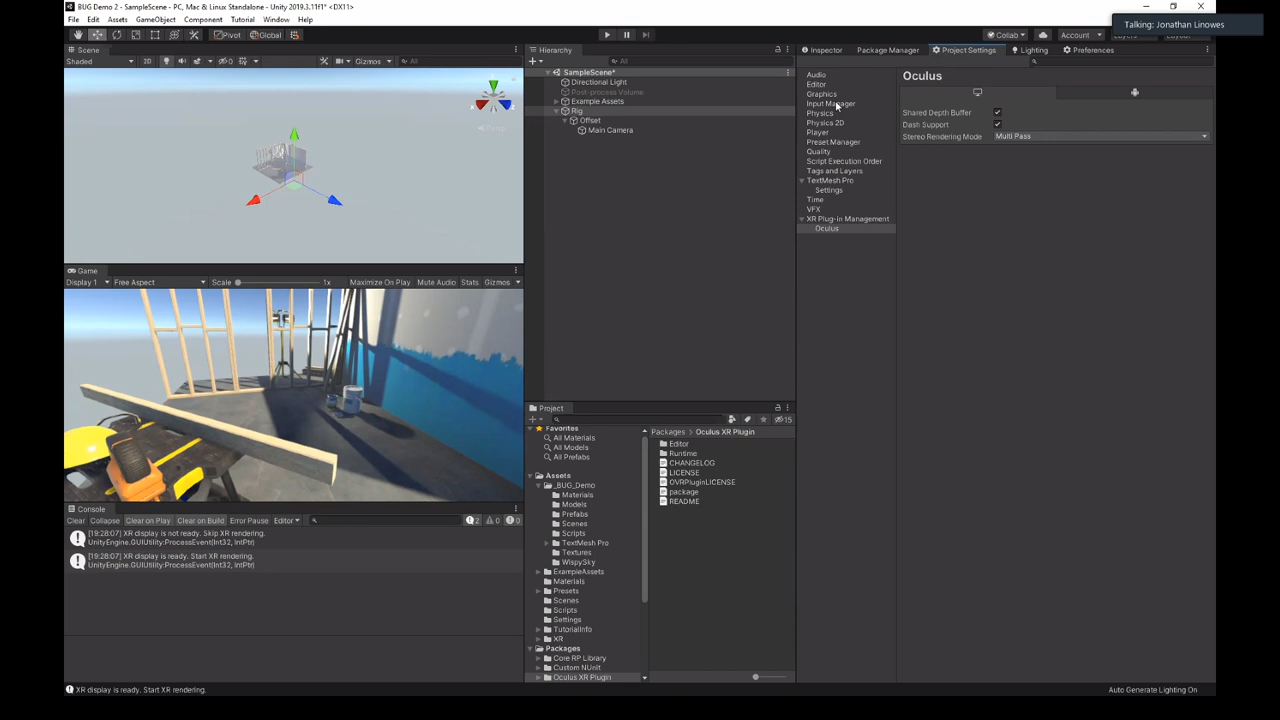 BUG Demo 2 - SampleScene - PC, Mac & Linux Standalone - Unity 2019.3.11f1* <DX11>
Talking: Jonathan Linowes
File Edit Assets GameObject Component Tutorial Window Help
Pivot Global
Collab Account
Scene
Shaded 2D 0 Gizmos All
Persp
Game
Display 1 Free Aspect Scale 1x Maximize On Play Mute Audio Stats Gizmos
Console
Clear Collapse Clear on Play Clear on Build Error Pause Editor 2 0 0
[19:28:07] XR display is not ready. Skip XR rendering.
UnityEngine.GUIUtility:ProcessEvent(Int32, IntPtr)
[19:28:07] XR display is ready. Start XR rendering.
UnityEngine.GUIUtility:ProcessEvent(Int32, IntPtr)
Hierarchy
All
SampleScene*
Directional Light
Post-process Volume
Example Assets
Rig
Offset
Main Camera
Project
15
Favorites
All Materials
All Models
All Prefabs
Assets
_BUG_Demo
Materials
Models
Prefabs
Scenes
Scripts
TextMesh Pro
Textures
WispySky
ExampleAssets
Materials
Presets
Scenes
Scripts
Settings
TutorialInfo
XR
Packages
Core RP Library
Custom NUnit
Oculus XR Plugin
Packages Oculus XR Plugin
Editor
Runtime
CHANGELOG
LICENSE
OVRPluginLICENSE
package
README
Inspector Package Manager Project Settings Lighting Preferences
Audio
Editor
Graphics
Input Manager
Physics
Physics 2D
Player
Preset Manager
Quality
Script Execution Order
Tags and Layers
TextMesh Pro
Settings
Time
VFX
XR Plug-in Management
Oculus
Oculus
Shared Depth Buffer
Dash Support
Stereo Rendering Mode Multi Pass
XR display is ready. Start XR rendering.
Auto Generate Lighting On